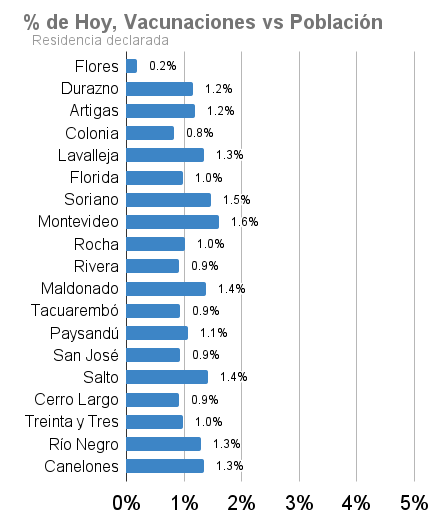 % de Hoy, Vacunaciones vs Población
Residencia declarada
Flores 0.2%
Durazno 1.2%
Artigas 1.2%
Colonia 0.8%
Lavalleja 1.3%
Florida 1.0%
Soriano 1.5%
Montevideo 1.6%
Rocha 1.0%
Rivera 0.9%
Maldonado 1.4%
Tacuarembó 0.9%
Paysandú 1.1%
San José 0.9%
Salto 1.4%
Cerro Largo 0.9%
Treinta y Tres 1.0%
Río Negro 1.3%
Canelones 1.3%
0% 1% 2% 3% 4% 5%